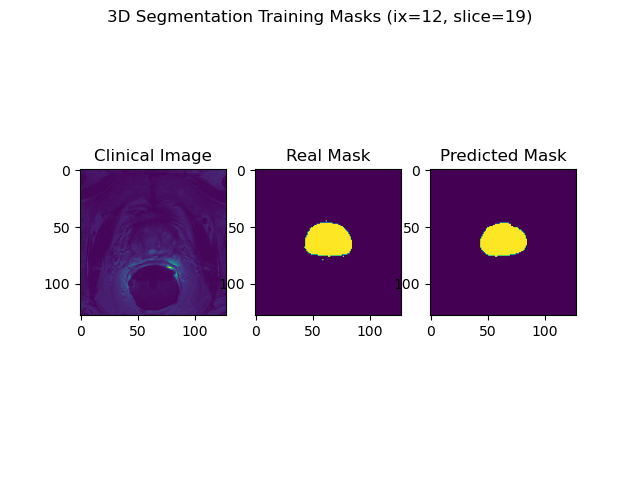 3D Segmentation Training Masks (ix=12, slice=19)
Clinical Image Real Mask Predicted Mask
0 0 0
50 50 50
100 100 100
0 50 100 0 50 100 0 50 100